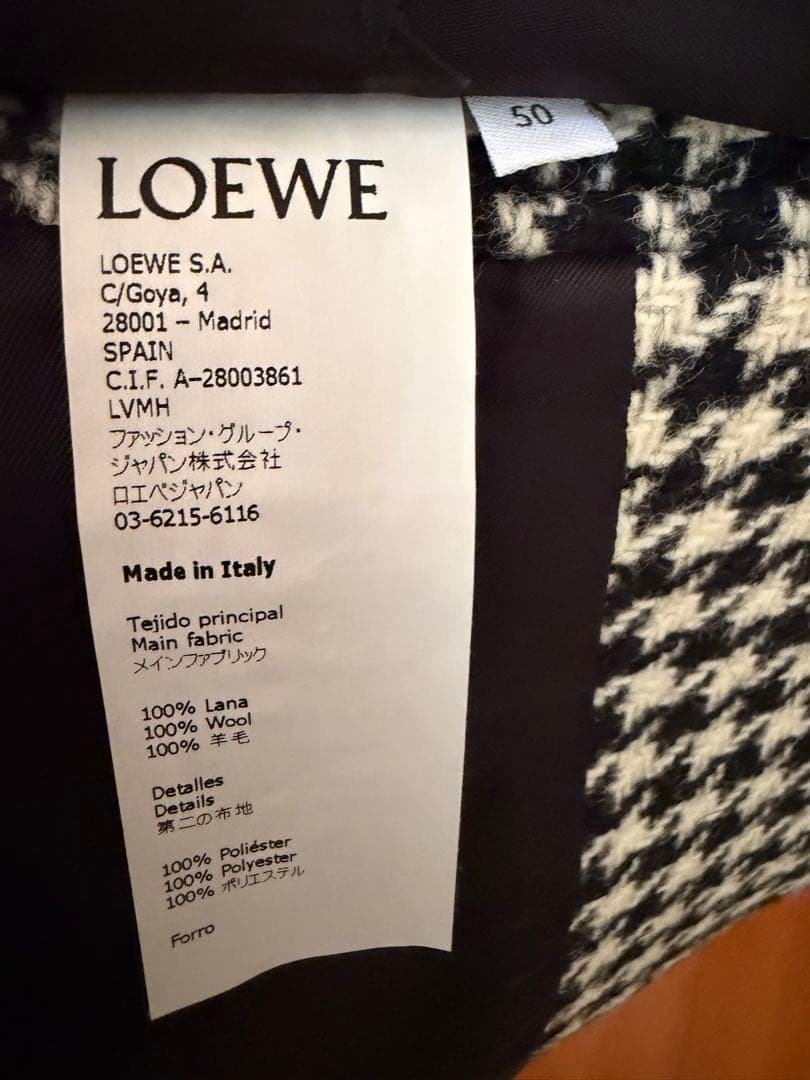 50
LOEWE
LOEWE S.A.
C/Goya, 4
28001 – Madrid
SPAIN
C.I.F. A–28003861
LVMH
ファッション・グループ・
ジャパン株式会社
ロエベジャパン
03-6215-6116
Made in Italy
Tejido principal
Main fabric
メインファブリック
100% Lana
100% Wool
100% 羊毛
Detalles
Details
第二の布地
100% Poliéster
100% Polyester
100% ポリエステル
Forro